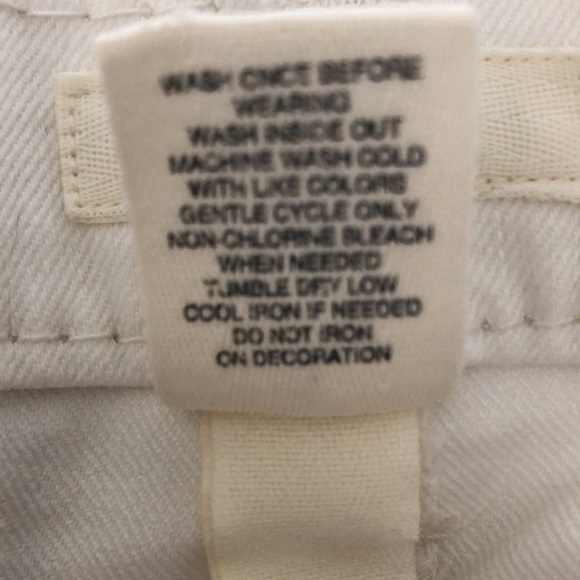 WASH ONCE BEFORE
WEARING
WASH INSIDE OUT
MACHINE WASH COLD
WITH LIKE COLORS
GENTLE CYCLE ONLY
NON-CHLORINE BLEACH
WHEN NEEDED
TUMBLE DRY LOW
COOL IRON IF NEEDED
DO NOT IRON
ON DECORATION